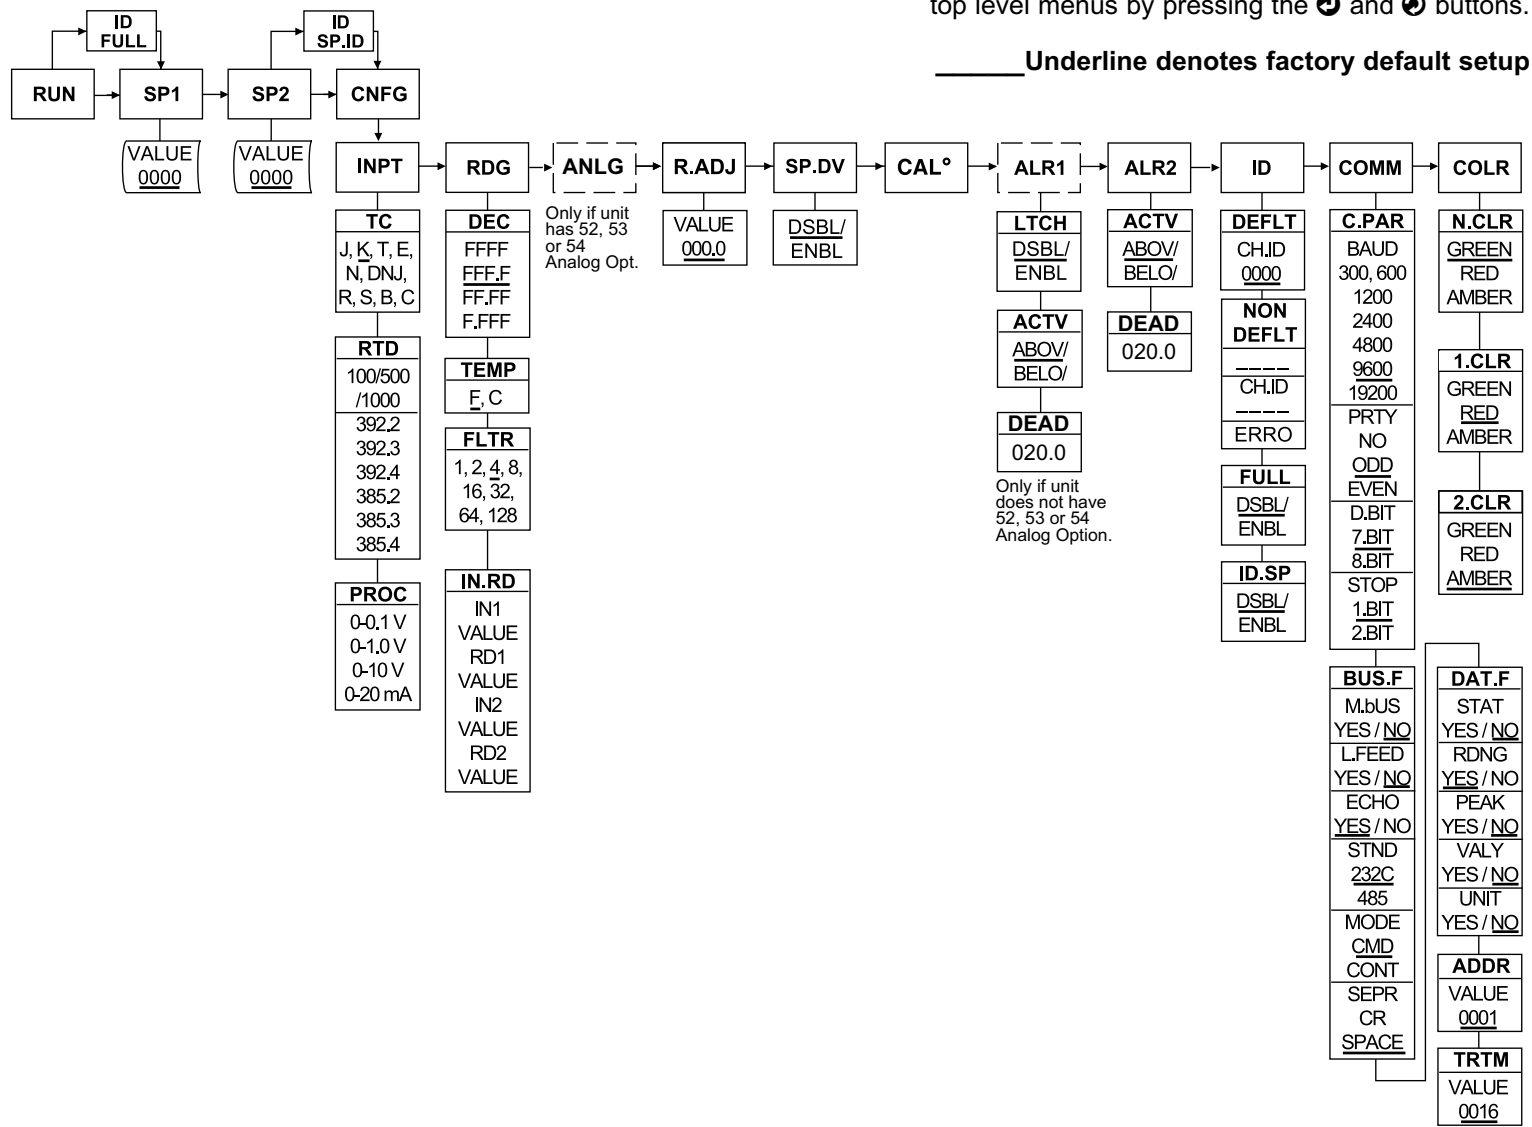 top level menus by pressing the and buttons.
Underline denotes factory default setup
ID
FULL
ID
SP.ID
RUN
SP1
SP2
CNFG
VALUE
0000
VALUE
0000
INPT
RDG
ANLG
R.ADJ
SP.DV
CAL°
ALR1
ALR2
ID
COMM
COLR
TC
J, K, T, E,
N, DNJ,
R, S, B, C
RTD
100/500
/1000
392.2
392.3
392.4
385.2
385.3
385.4
PROC
0-0.1 V
0-1.0 V
0-10 V
0-20 mA
DEC
FFFF
FFF.F
FF.FF
F.FFF
TEMP
F, C
FLTR
1, 2, 4, 8,
16, 32,
64, 128
IN.RD
IN1
VALUE
RD1
VALUE
IN2
VALUE
RD2
VALUE
Only if unit
has 52, 53
or 54
Analog Opt.
VALUE
000.0
DSBL/
ENBL
LTCH
DSBL/
ENBL
ACTV
ABOV/
BELO/
DEAD
020.0
Only if unit
does not have
52, 53 or 54
Analog Option.
ACTV
ABOV/
BELO/
DEAD
020.0
DEFLT
CH.ID
0000
NON
DEFLT
_ _ _ _
CH.ID
_ _ _ _
ERRO
FULL
DSBL/
ENBL
ID.SP
DSBL/
ENBL
C.PAR
BAUD
300, 600
1200
2400
4800
9600
19200
PRTY
NO
ODD
EVEN
D.BIT
7.BIT
8.BIT
STOP
1.BIT
2.BIT
BUS.F
M.bUS
YES / NO
L.FEED
YES / NO
ECHO
YES / NO
STND
232C
485
MODE
CMD
CONT
SEPR
CR
SPACE
N.CLR
GREEN
RED
AMBER
1.CLR
GREEN
RED
AMBER
2.CLR
GREEN
RED
AMBER
DAT.F
STAT
YES / NO
RDNG
YES / NO
PEAK
YES / NO
VALY
YES / NO
UNIT
YES / NO
ADDR
VALUE
0001
TRTM
VALUE
0016